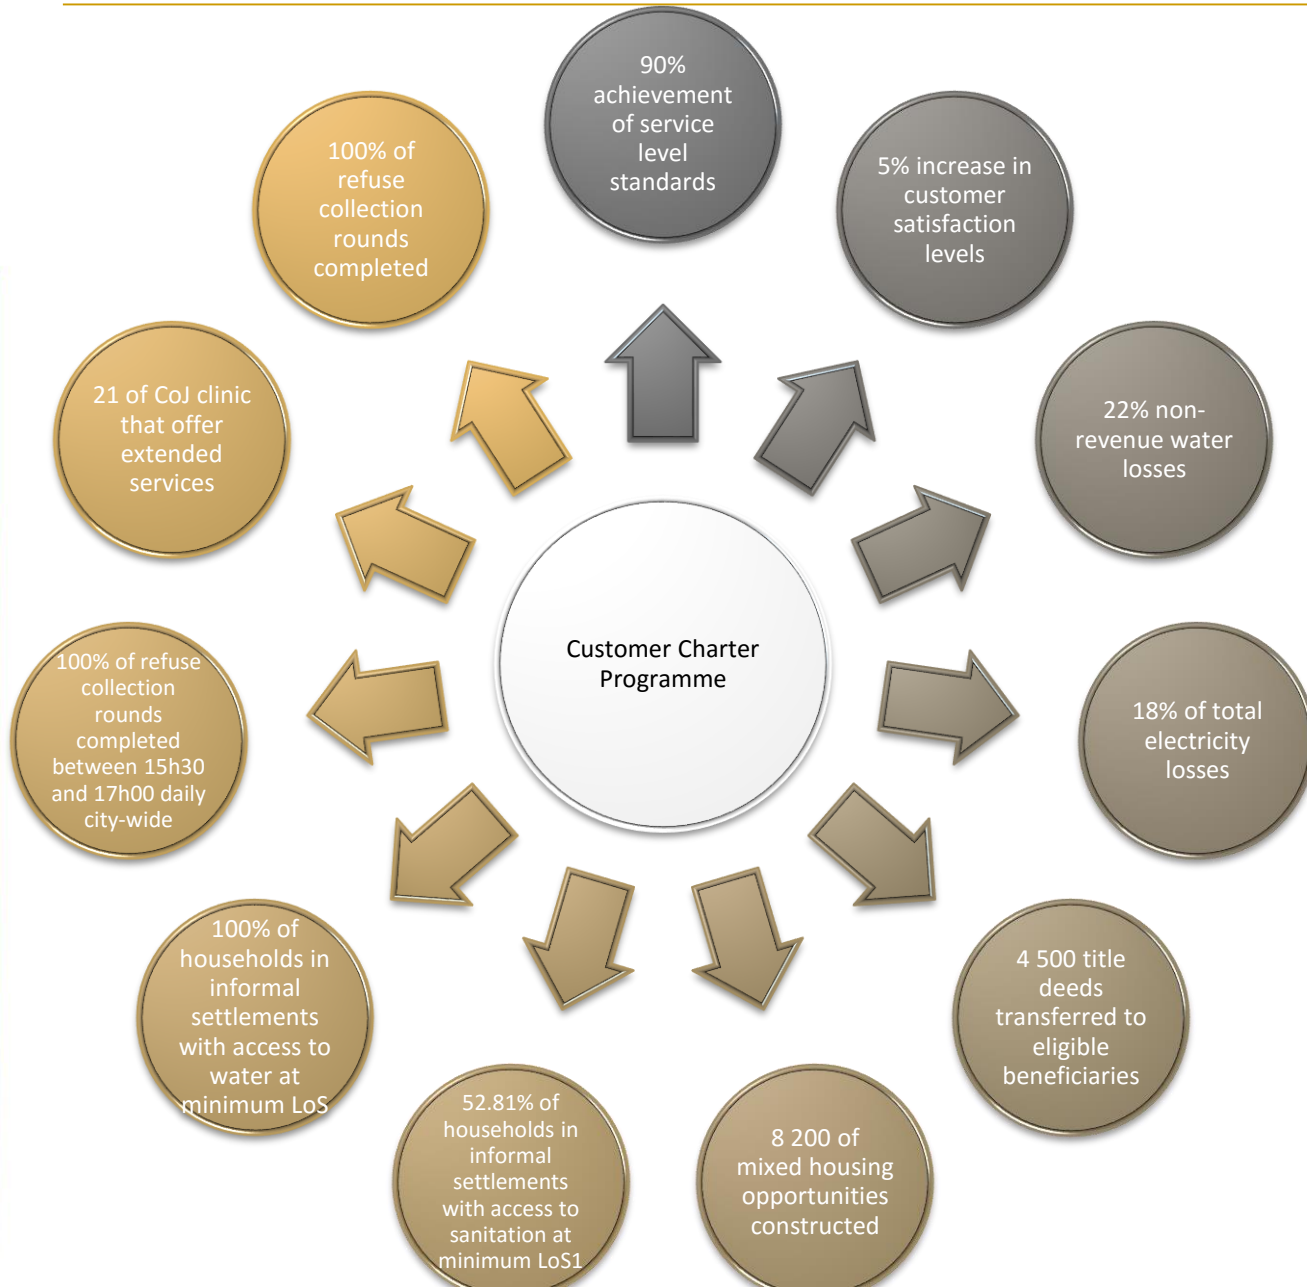 90%
achievement
of service
level
standards
5% increase in
customer
satisfaction
levels
22% non-
revenue water
losses
18% of total
electricity
losses
4 500 title
deeds
transferred to
eligible
beneficiaries
8 200 of
mixed housing
opportunities
constructed
52.81% of
households in
informal
settlements
with access to
sanitation at
minimum LoS1
100% of
households in
informal
settlements
with access to
water at
minimum LoS
100% of refuse
collection
rounds
completed
between 15h30
and 17h00 daily
city-wide
21 of CoJ clinic
that offer
extended
services
100% of
refuse
collection
rounds
completed
Customer Charter
Programme